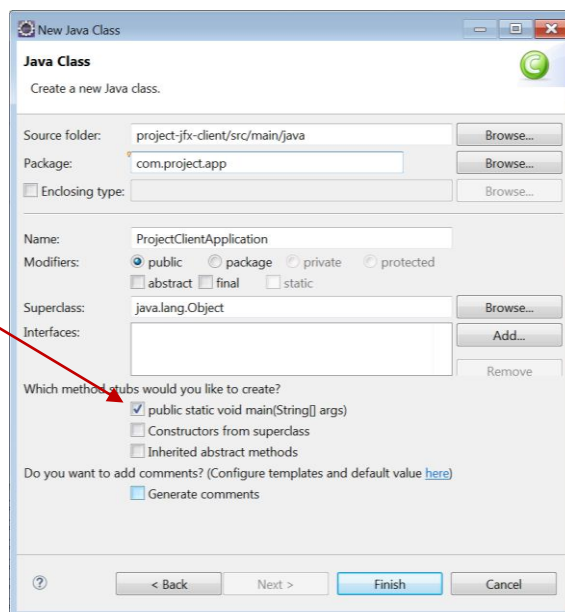 New Java Class
Java Class
Create a new Java class.
Source folder: project-jfx-client/src/main/java Browse...
Package: com.project.app Browse...
Enclosing type: Browse...
Name: ProjectClientApplication
Modifiers: public package private protected
abstract final static
Superclass: java.lang.Object Browse...
Interfaces: Add...
Remove
Which method stubs would you like to create?
public static void main(String[] args)
Constructors from superclass
Inherited abstract methods
Do you want to add comments? (Configure templates and default value here)
Generate comments
? < Back Next > Finish Cancel